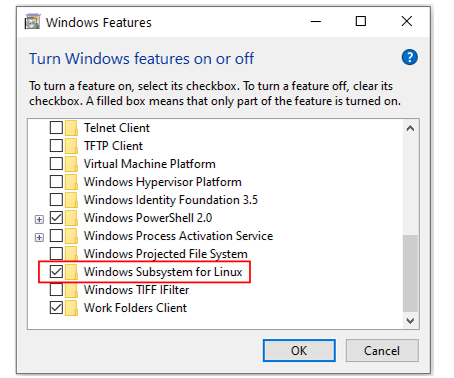 Windows Features
Turn Windows features on or off
?
To turn a feature on, select its checkbox. To turn a feature off, clear its
checkbox. A filled box means that only part of the feature is turned on.
Telnet Client
TFTP Client
Virtual Machine Platform
Windows Hypervisor Platform
Windows Identity Foundation 3.5
Windows PowerShell 2.0
Windows Process Activation Service
Windows Projected File System
Windows Subsystem for Linux
Windows TIFF IFilter
Work Folders Client
OK Cancel